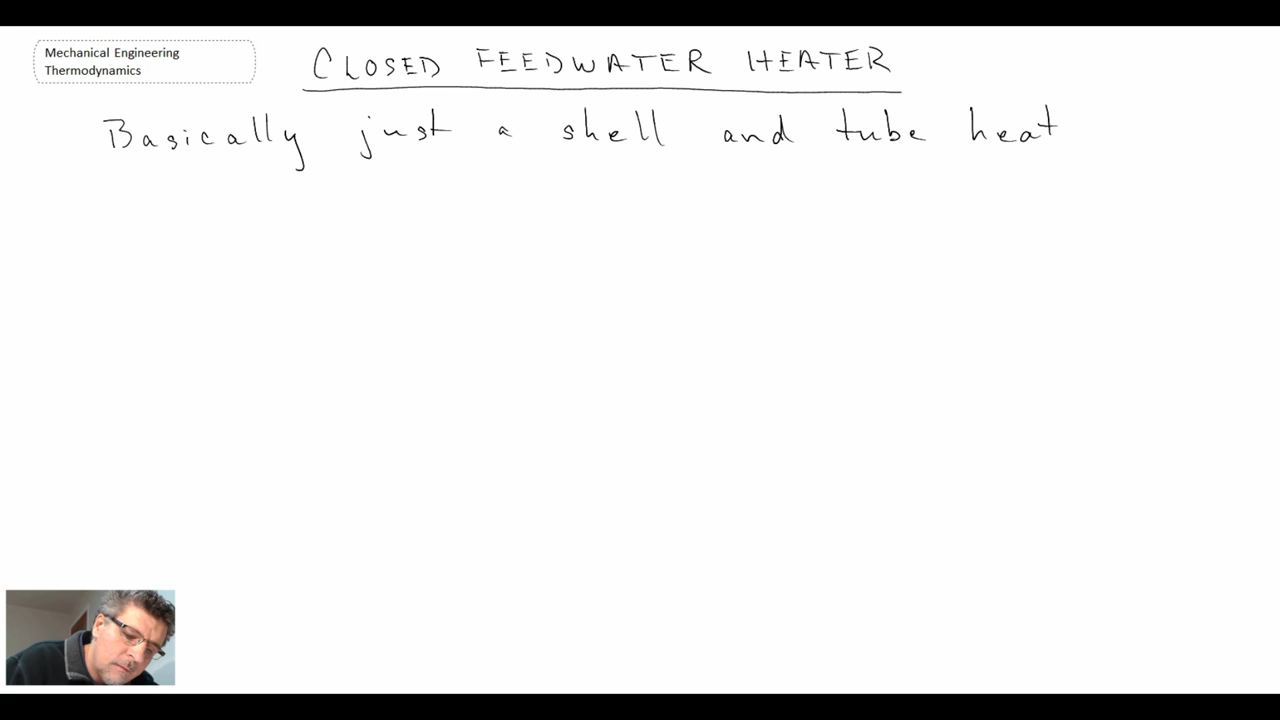 Mechanical Engineering
Thermodynamics
CLOSED FEEDWATER HEATER
Basically just a shell and tube heat